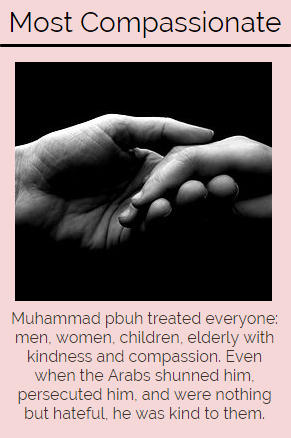 Most Compassionate
Muhammad pbuh treated everyone:
men, women, children, elderly with
kindness and compassion. Even
when the Arabs shunned him,
persecuted him, and were nothing
but hateful, he was kind to them.